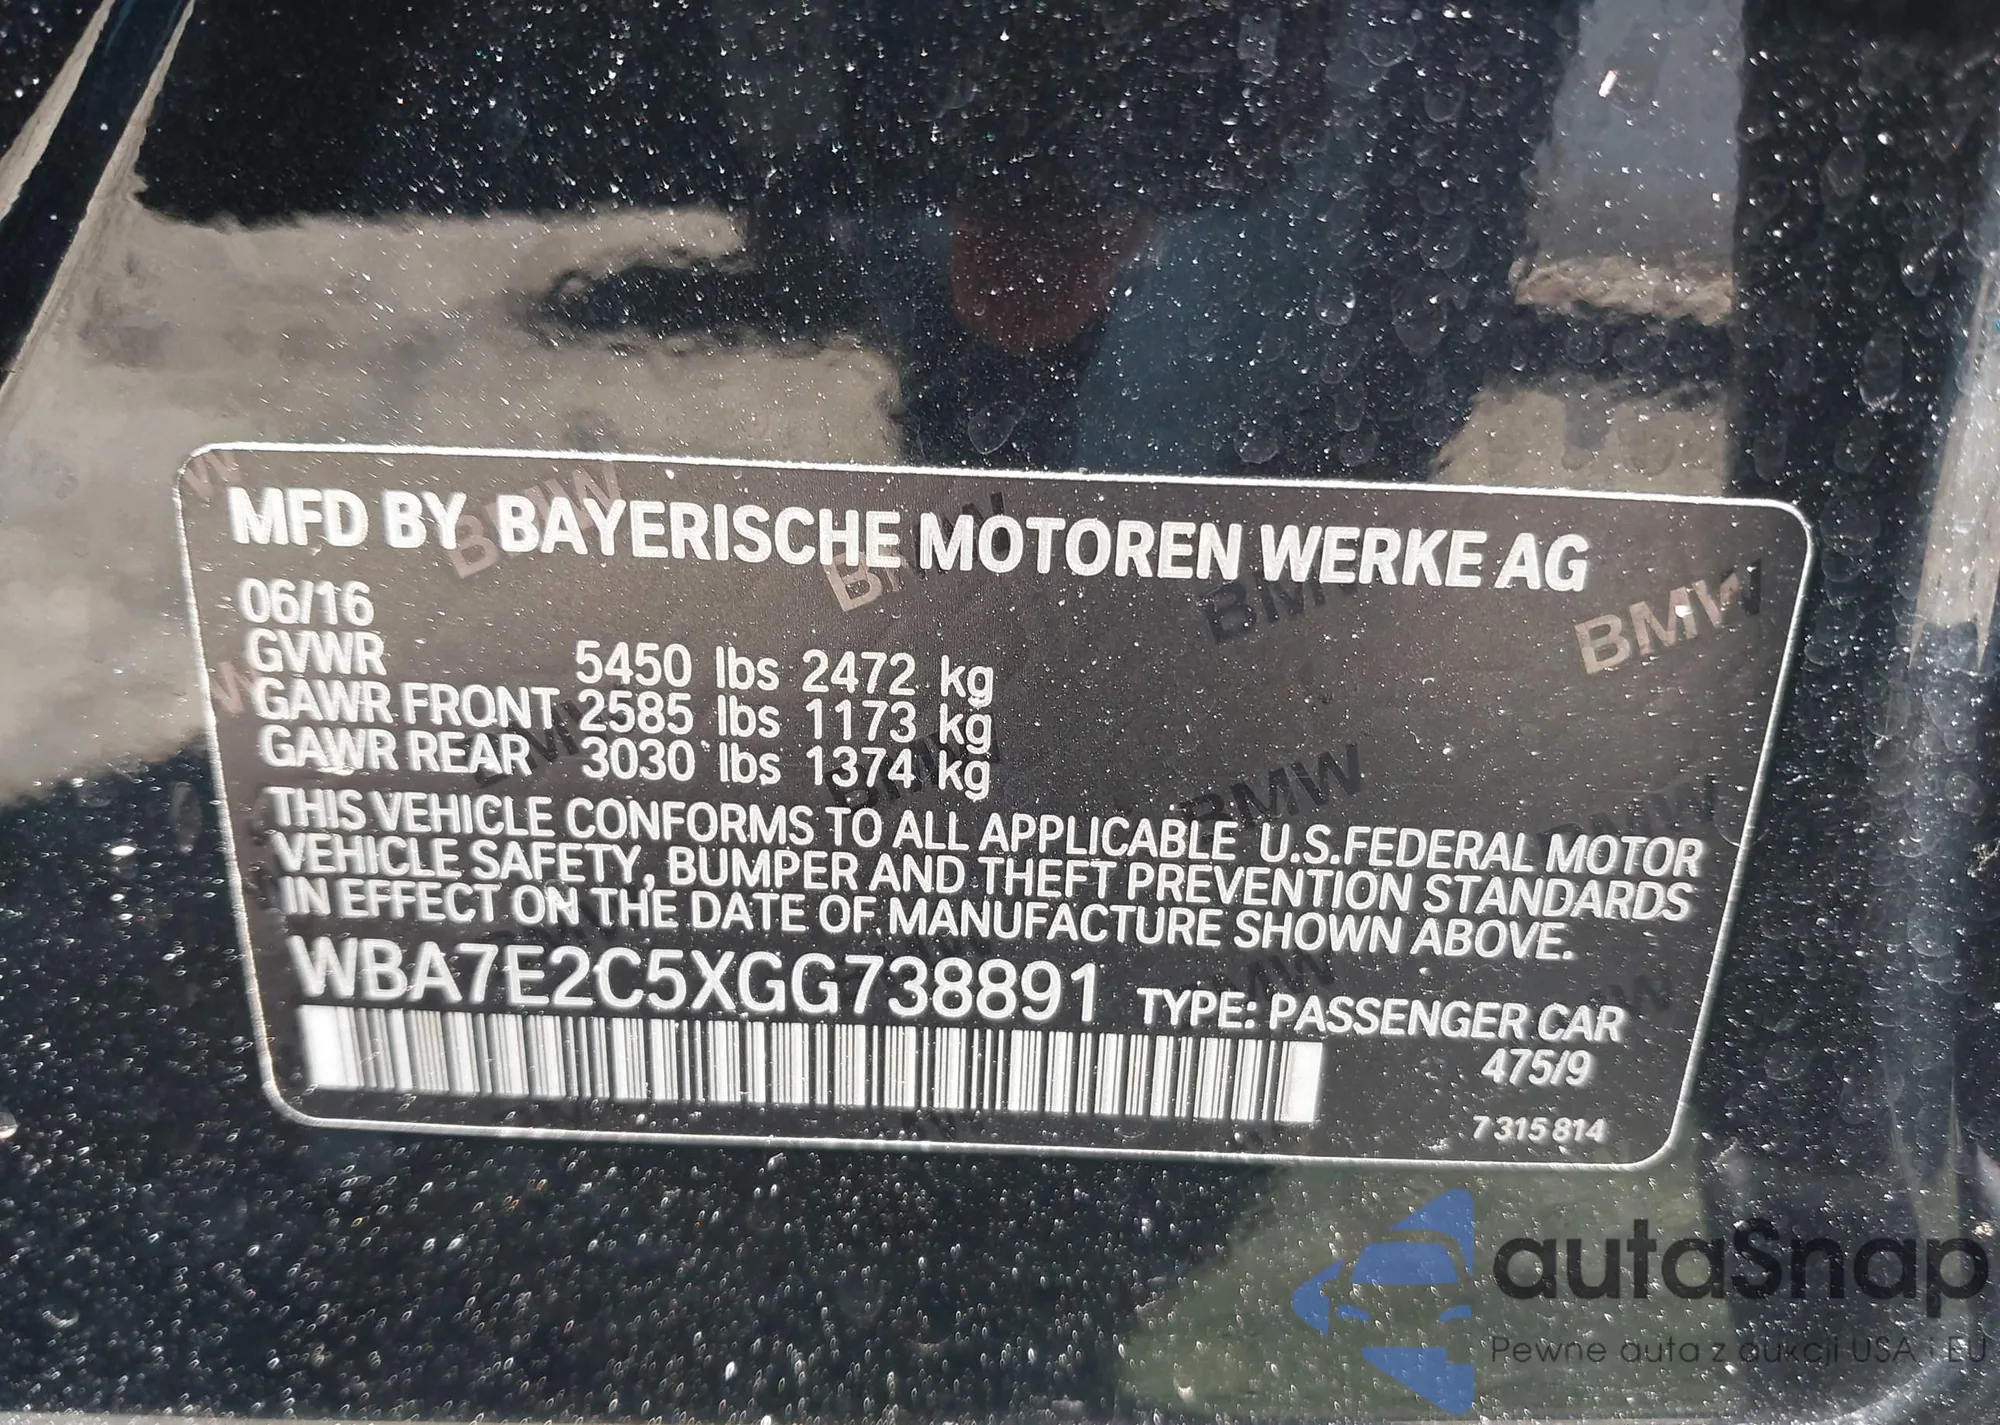 MFD BY BAYERISCHE MOTOREN WERKE AG
06/16
GVWR 5450 lbs 2472 kg
GAWR FRONT 2585 lbs 1173 kg
GAWR REAR 3030 lbs 1374 kg
THIS VEHICLE CONFORMS TO ALL APPLICABLE U.S.FEDERAL MOTOR
VEHICLE SAFETY, BUMPER AND THEFT PREVENTION STANDARDS
IN EFFECT ON THE DATE OF MANUFACTURE SHOWN ABOVE.
WBA7E2C5XGG738891 TYPE: PASSENGER CAR
475/9
7 315 814
autaSnap
Pewne auta z aukcji USA i EU